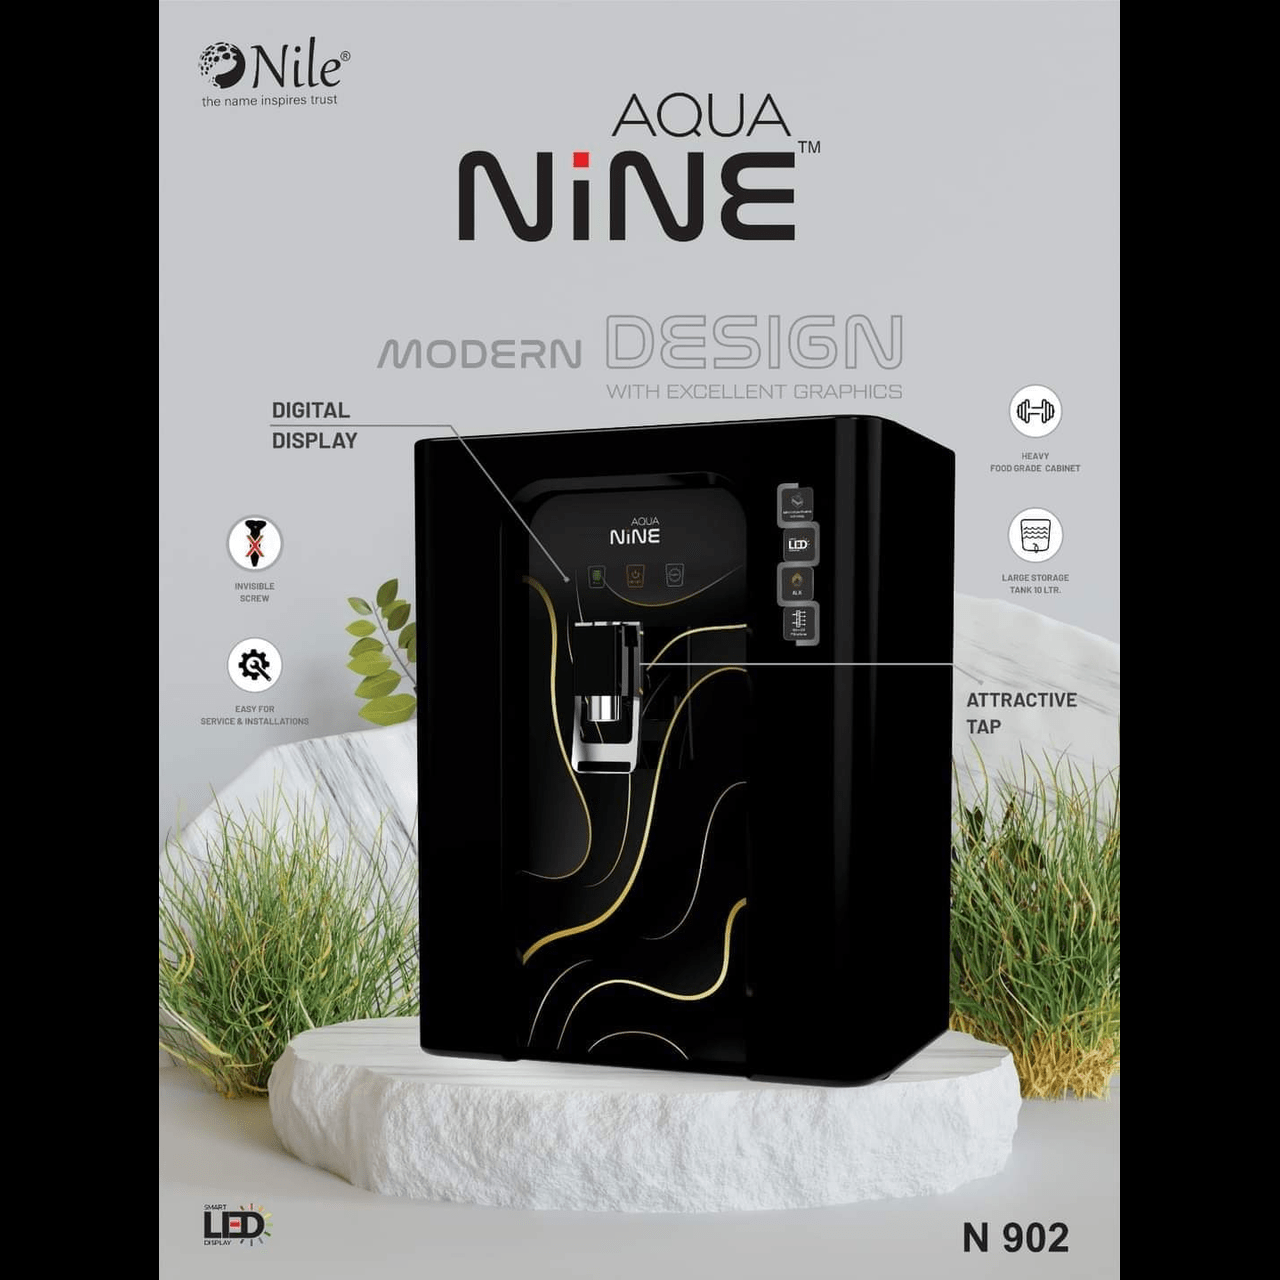 Nile®
the name inspires trust
AQUA
NiNE™
MODERN DESIGN
WITH EXCELLENT GRAPHICS
DIGITAL
DISPLAY
HEAVY
FOOD GRADE CABINET
INVISIBLE
SCREW
LARGE STORAGE
TANK 10 LTR.
EASY FOR
SERVICE & INSTALLATIONS
ATTRACTIVE
TAP
AQUA
NiNE
LED
ALK
SMART
LED
DISPLAY
N 902